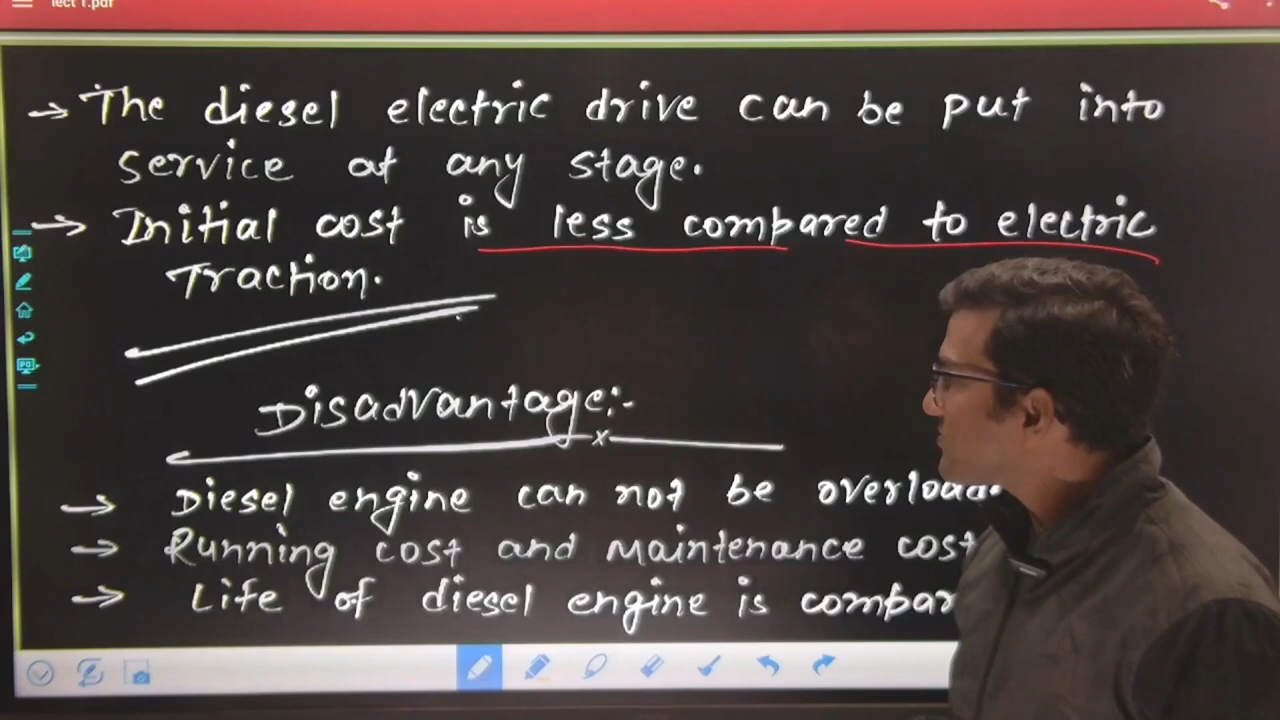 lect 1.pdf
→ The diesel electric drive can be put into
service at any stage.
→ Initial cost is less compared to electric
Traction.
Disadvantage:-
→ Diesel engine can not be overload.
→ Running cost and Maintenance cost
→ Life of diesel engine is